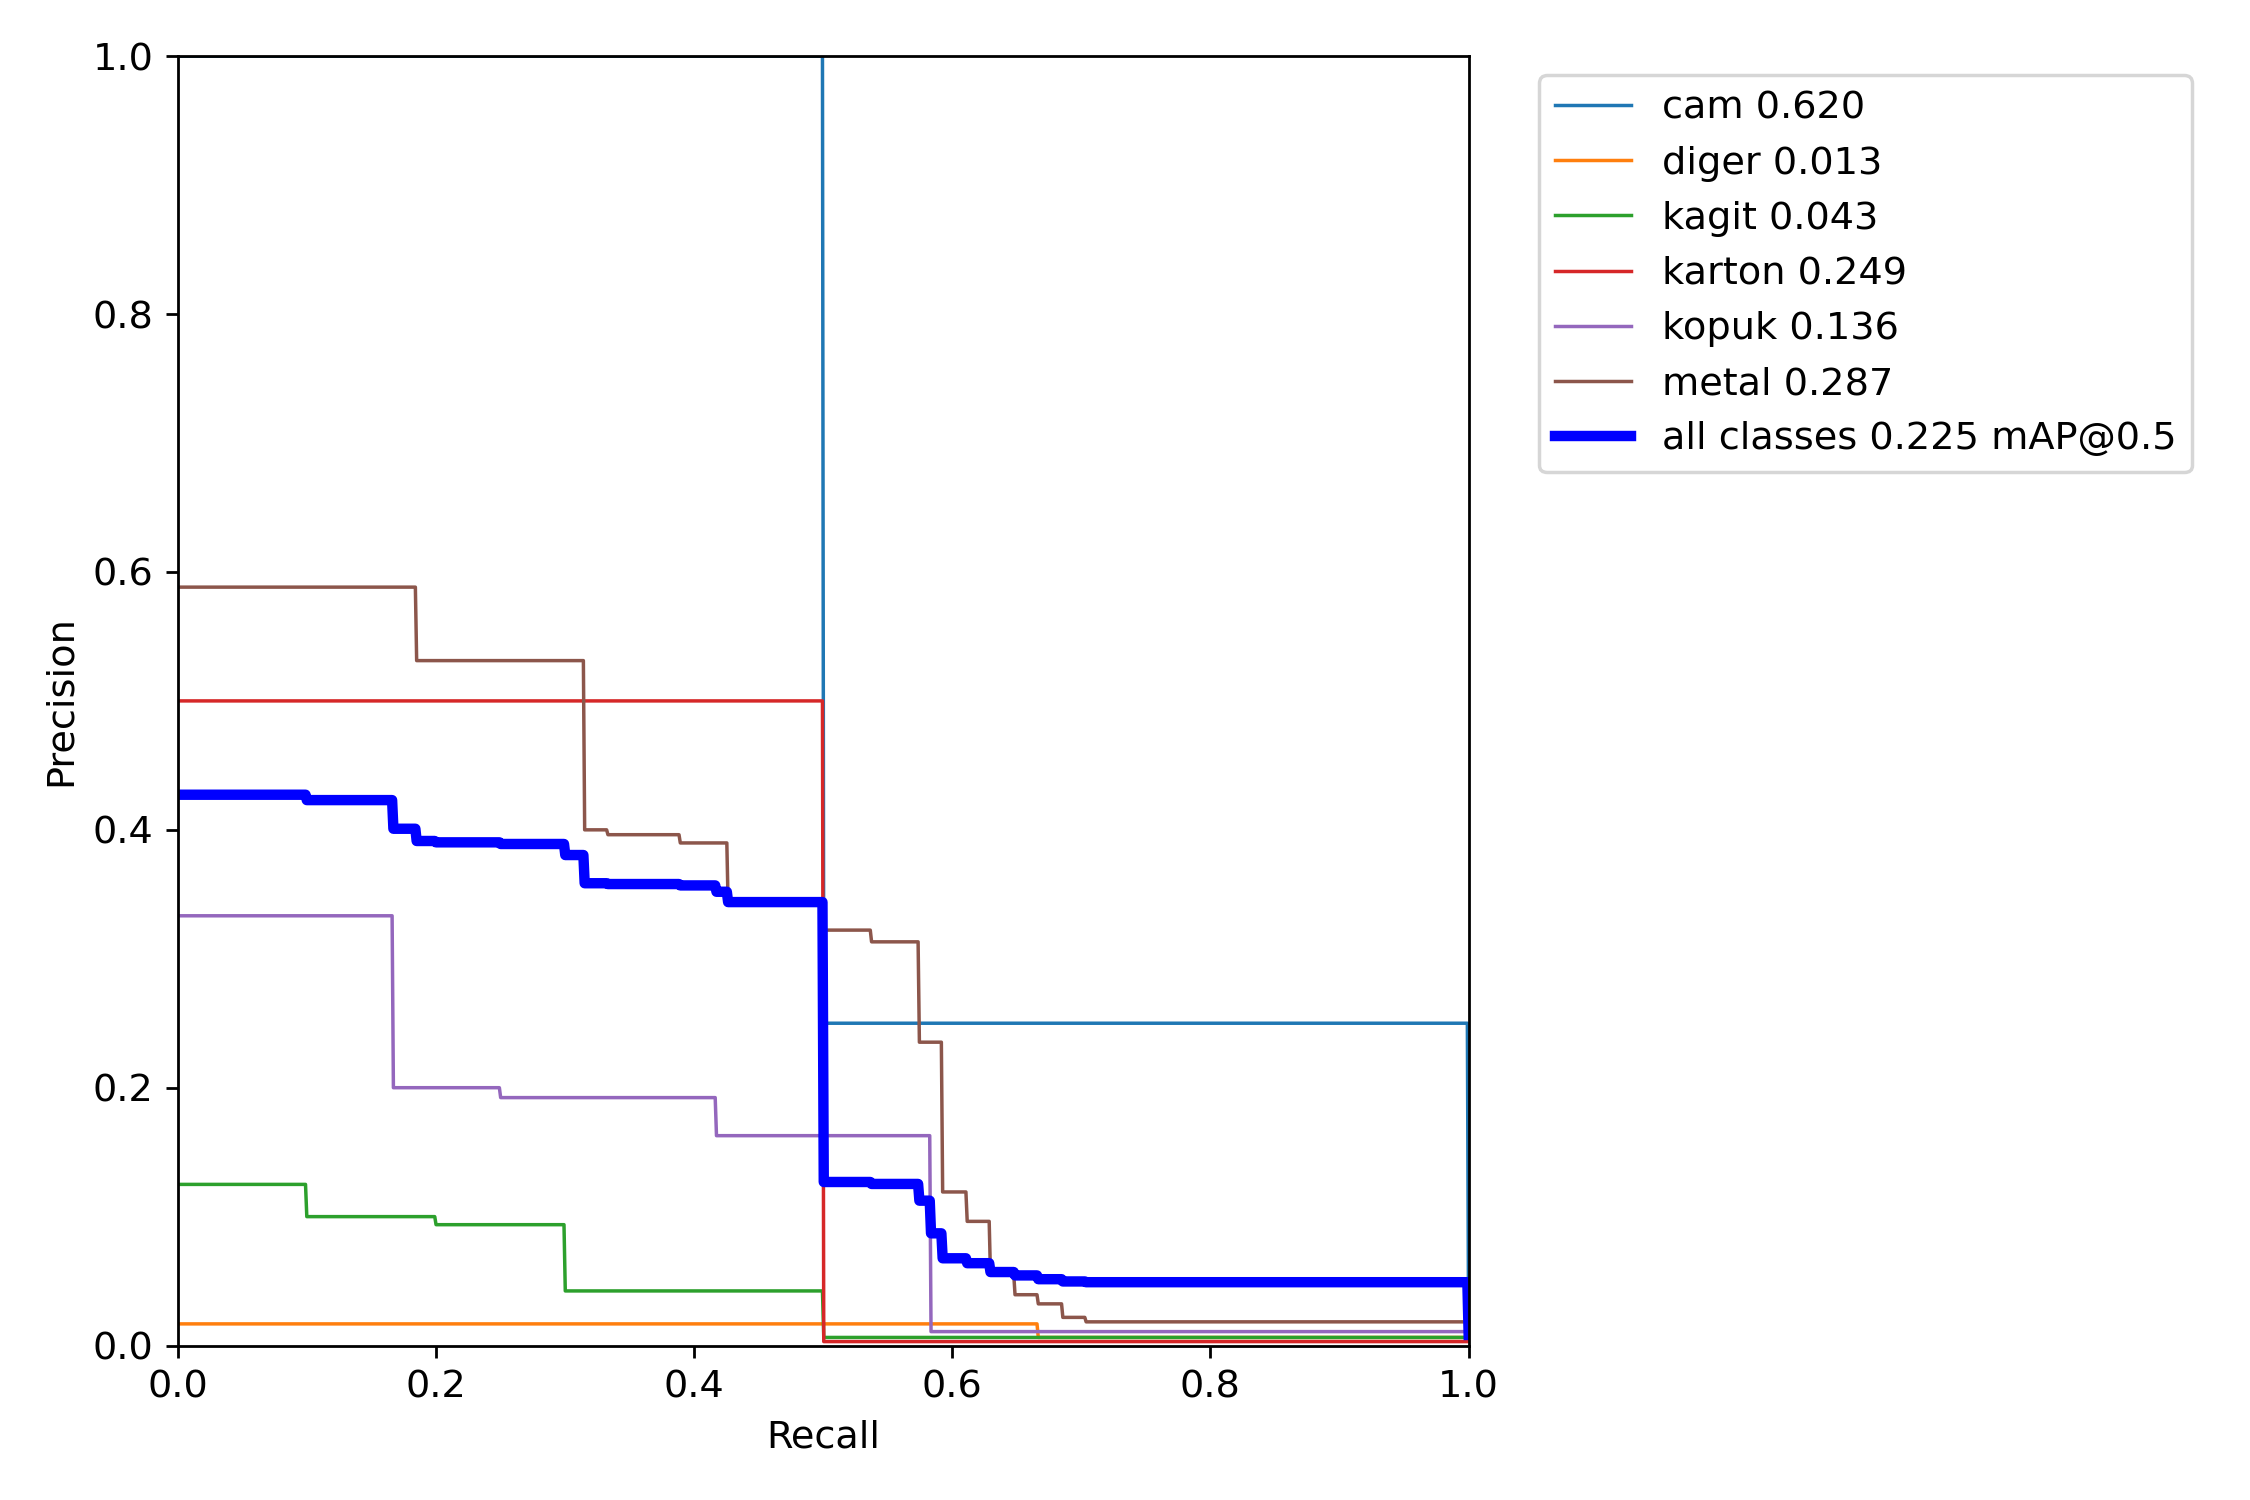 1.0
0.8
0.6
0.4
0.2
0.0
Precision
0.0 0.2 0.4 0.6 0.8 1.0
Recall
cam 0.620
diger 0.013
kagit 0.043
karton 0.249
kopuk 0.136
metal 0.287
all classes 0.225 mAP@0.5